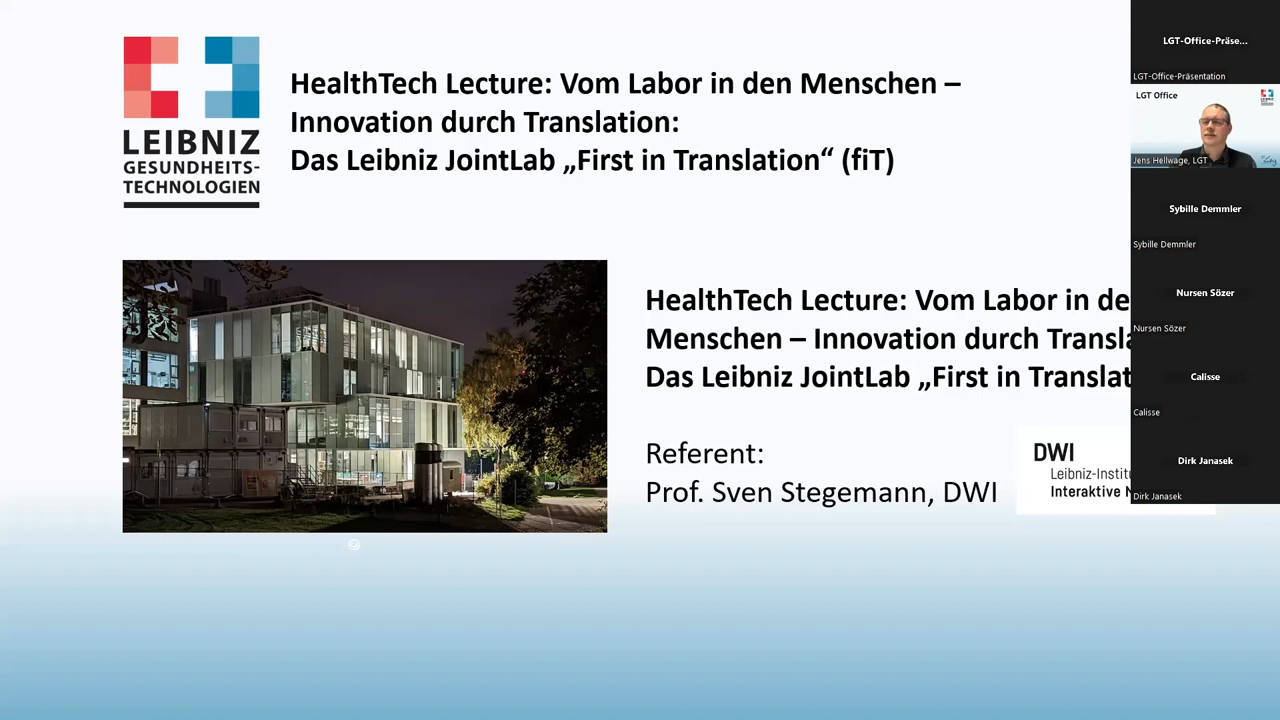 LEIBNIZ
GESUNDHEITS-
TECHNOLOGIEN
HealthTech Lecture: Vom Labor in den Menschen –
Innovation durch Translation:
Das Leibniz JointLab „First in Translation“ (fiT)
HealthTech Lecture: Vom Labor in de
Menschen – Innovation durch Transla
Das Leibniz JointLab „First in Translat
Referent:
Prof. Sven Stegemann, DWI
DWI
Leibniz-Institu
Interaktive
LGT-Office-Präse...
LGT-Office-Präsentation
LGT Office
Jens Hellwage, LGT
Sybille Demmler
Sybille Demmler
Nursen Sözer
Nursen Sözer
Calisse
Calisse
Dirk Janasek
Dirk Janasek